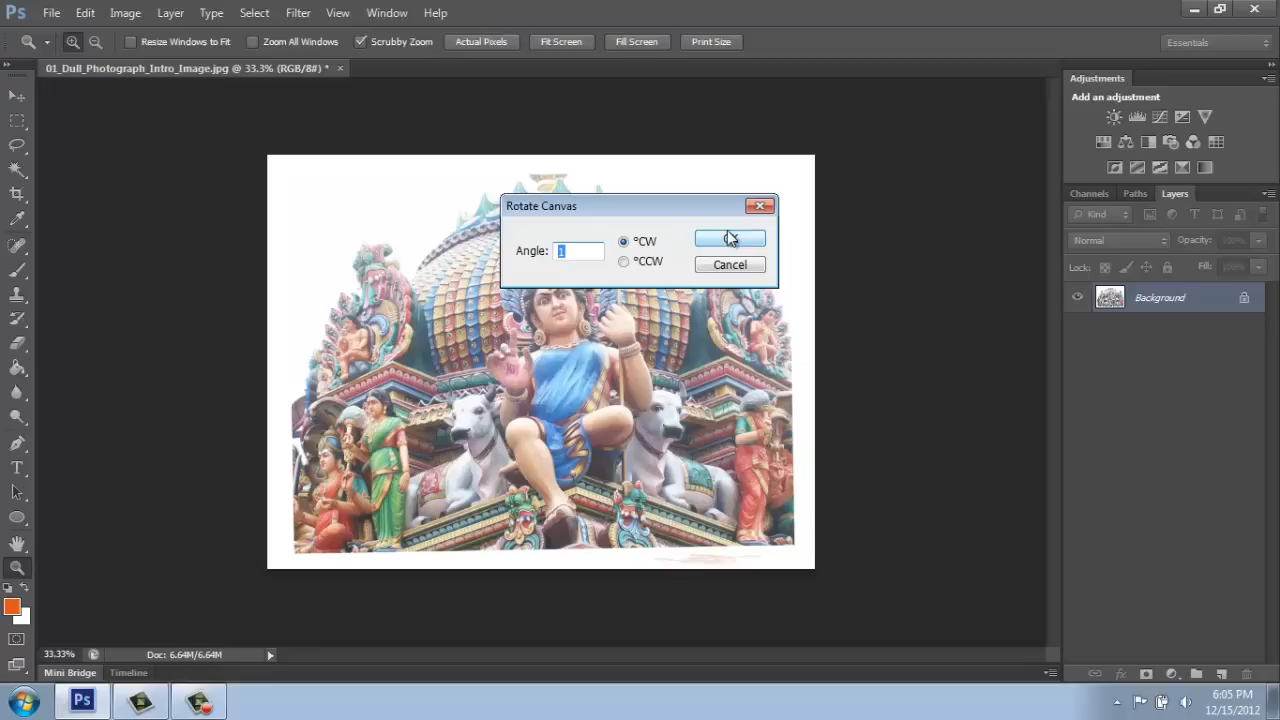 Ps File Edit Image Layer Type Select Filter View Window Help
Resize Windows to Fit Zoom All Windows Scrubby Zoom Actual Pixels Fit Screen Fill Screen Print Size Essentials
01_Dull_Photograph_Intro_Image.jpg @ 33.3% (RGB/8#) *
Adjustments
Add an adjustment
Channels Paths Layers
Kind
Normal Opacity: 100%
Lock: Fill: 100%
Background
Rotate Canvas
Angle: 1 °CW
°CCW
Cancel
33.33% Doc: 6.64M/6.64M
Mini Bridge Timeline
Ps
6:05 PM
12/15/2012